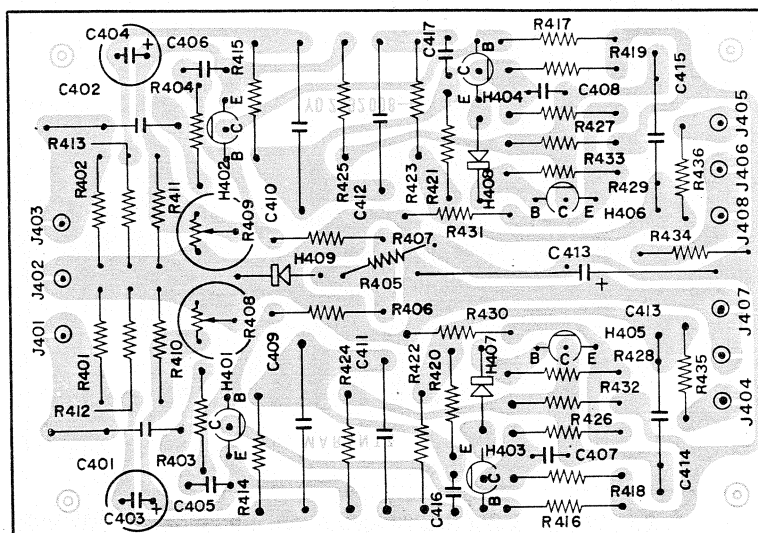 C404
+
C406
R415
C417
B
R417
R419
C415
C402
R404
E
C
YD2922008-
E
H404
C408
R427
R433
J405
R413
R402
R411
C
B
H402
C410
R425
C412
R423
R421
H408
B C E
R429
H406
R436
J406
J408
J403
R409
R407
R431
R434
J402
H409
R405
C413
+
J401
R408
R406
R430
C413
J407
R401
R410
H401
C409
R424
C411
R422
R420
H407
B C E
H405
R428
R432
R435
J404
R412
B
C
E
MARANTZ
E
H403
R426
C407
C401
R403
R414
C416
C
B
R418
C414
C403
+
C405
R416